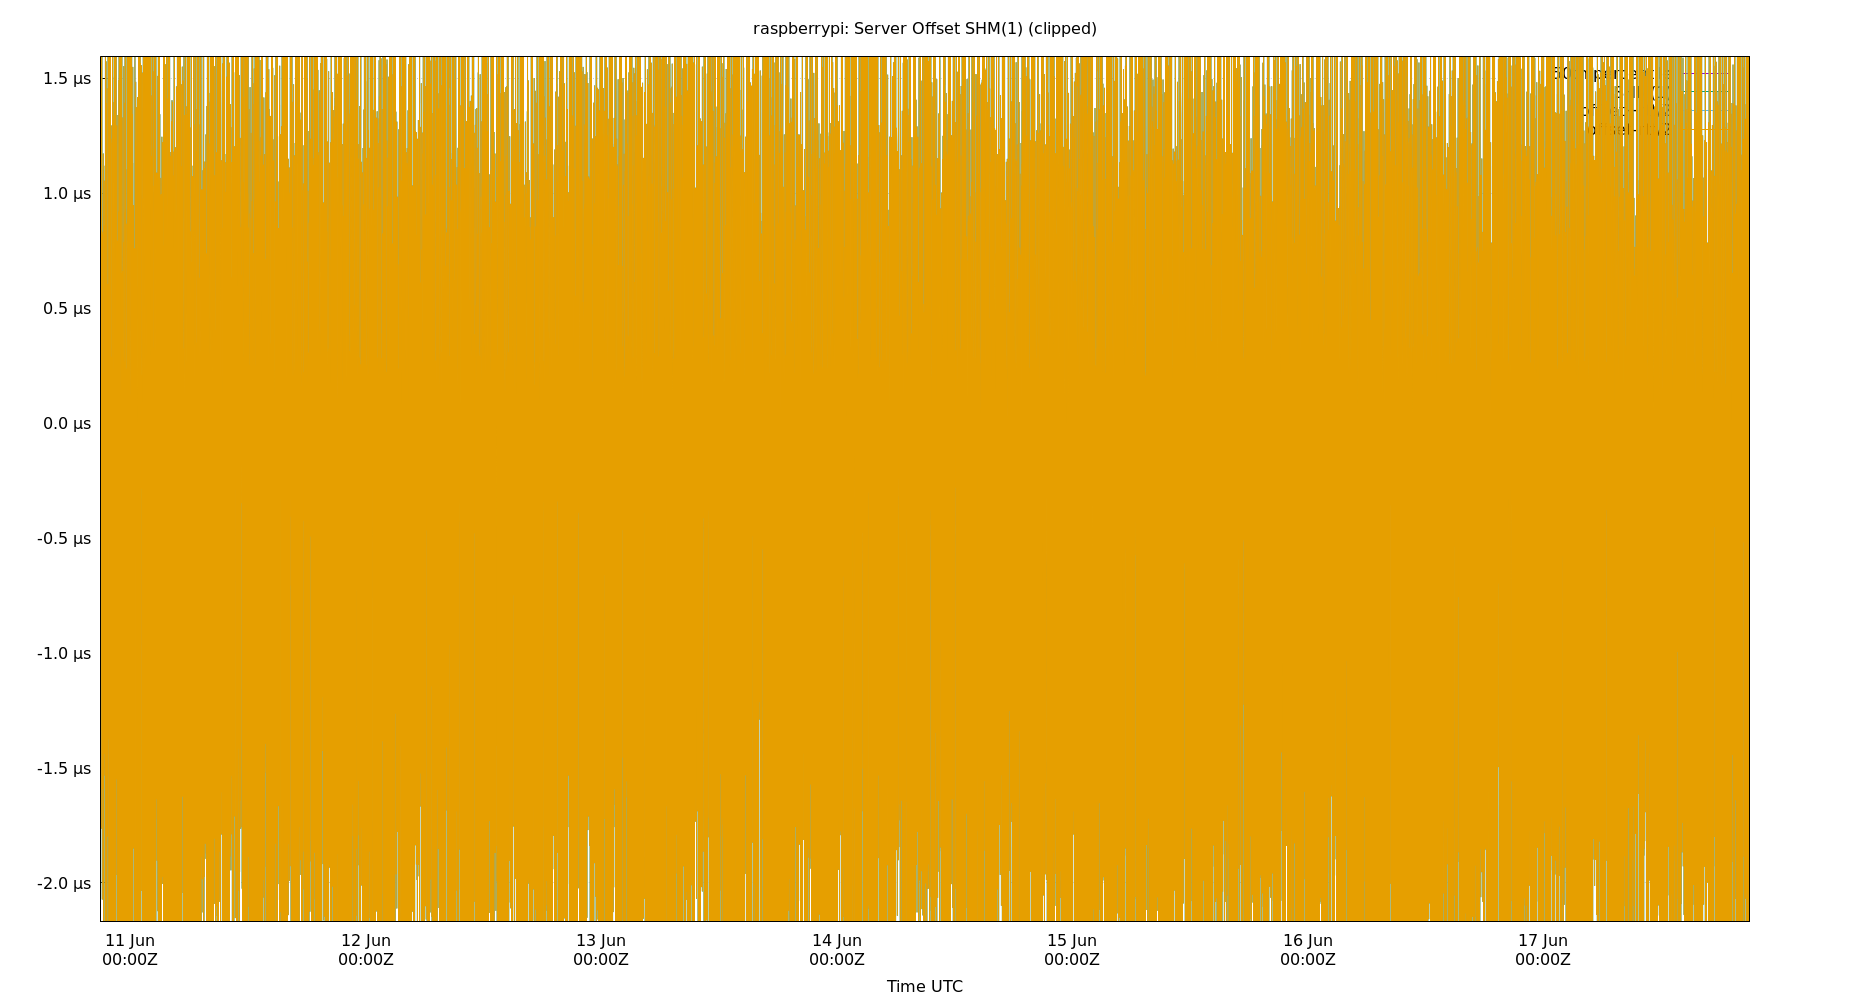 raspberrypi: Server Offset SHM(1) (clipped)
1.5 µs
1.0 µs
0.5 µs
0.0 µs
-0.5 µs
-1.0 µs
-1.5 µs
-2.0 µs
11 Jun 12 Jun 13 Jun 14 Jun 15 Jun 16 Jun 17 Jun
00:00Z 00:00Z 00:00Z 00:00Z 00:00Z 00:00Z 00:00Z
Time UTC